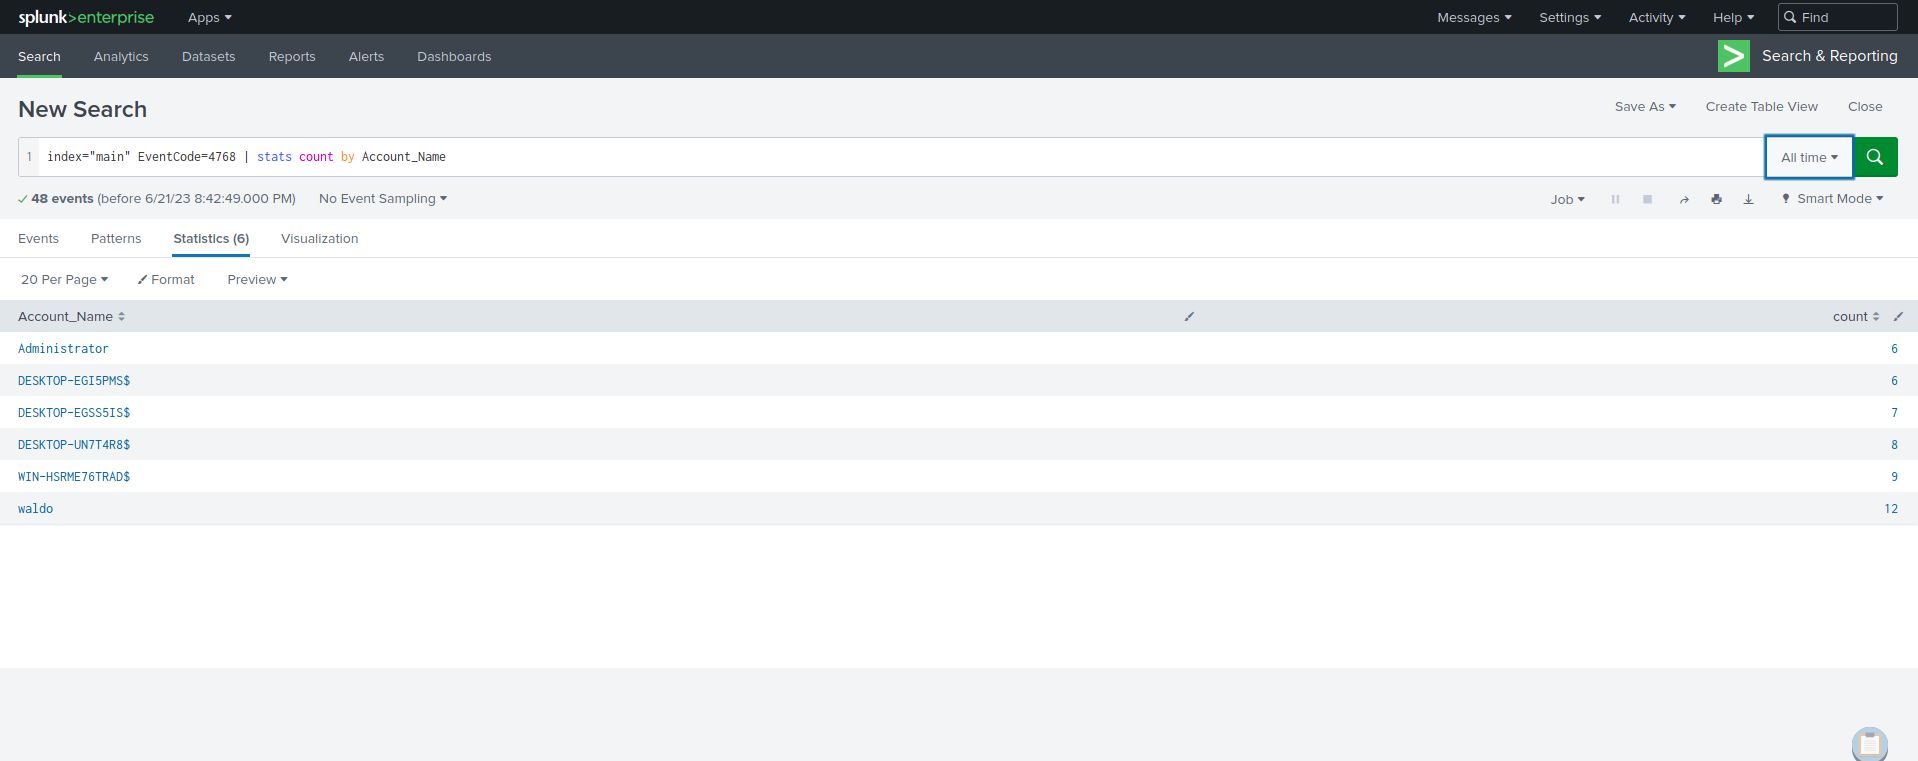 splunk>enterprise Apps Messages Settings Activity Help Find
Search Analytics Datasets Reports Alerts Dashboards Search & Reporting
New Search Save As Create Table View Close
1 index="main" EventCode=4768 | stats count by Account_Name All time
48 events (before 6/21/23 8:42:49.000 PM) No Event Sampling Job Smart Mode
Events Patterns Statistics (6) Visualization
20 Per Page Format Preview
Account_Name count
Administrator 6
DESKTOP-EGI5PMS$ 6
DESKTOP-EGSS5IS$ 7
DESKTOP-UN7T4R8$ 8
WIN-HSRME76TRAD$ 9
waldo 12